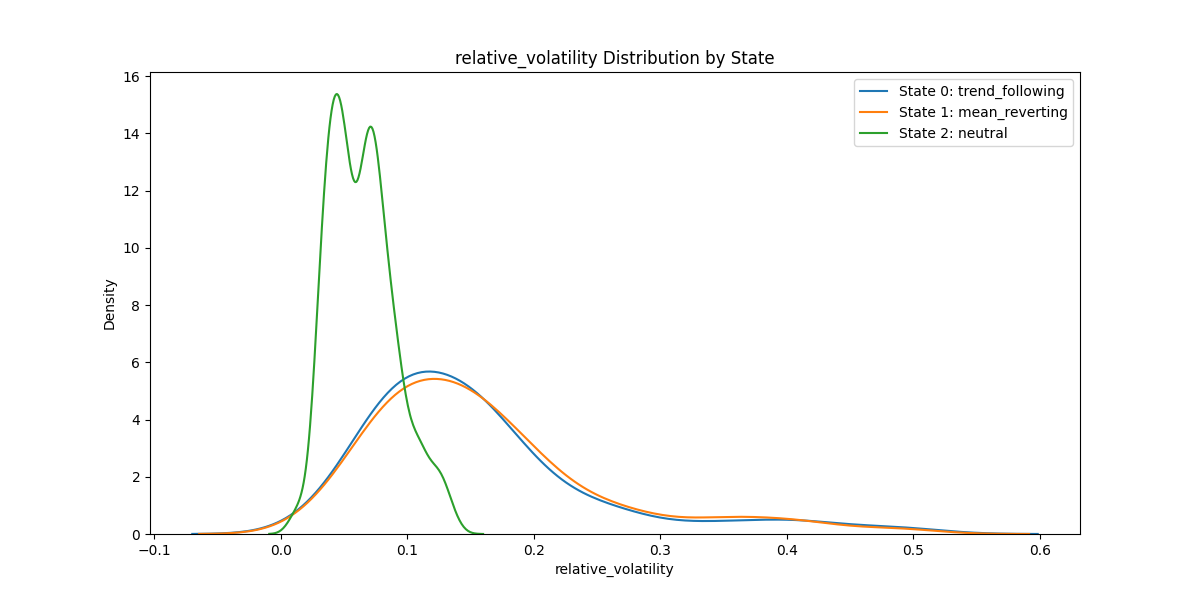 relative_volatility Distribution by State
State 0: trend_following
State 1: mean_reverting
State 2: neutral
Density
16
14
12
10
8
6
4
2
0
−0.1 0.0 0.1 0.2 0.3 0.4 0.5 0.6
relative_volatility